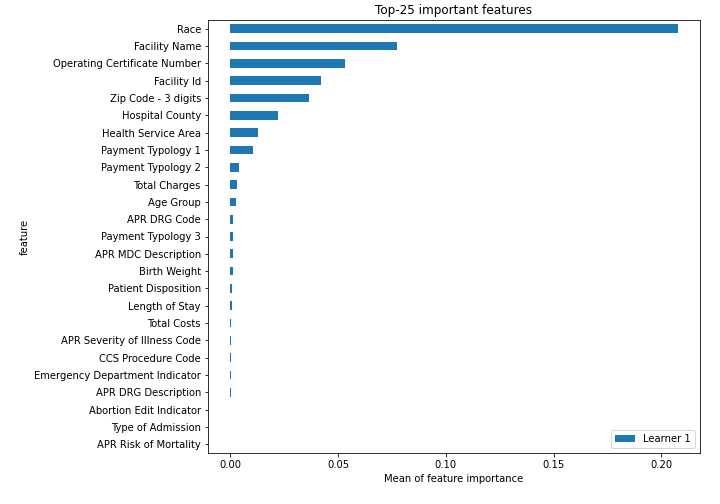 Top-25 important features
Race
Facility Name
Operating Certificate Number
Facility Id
Zip Code - 3 digits
Hospital County
Health Service Area
Payment Typology 1
Payment Typology 2
Total Charges
Age Group
APR DRG Code
Payment Typology 3
APR MDC Description
Birth Weight
Patient Disposition
Length of Stay
Total Costs
APR Severity of Illness Code
CCS Procedure Code
Emergency Department Indicator
APR DRG Description
Abortion Edit Indicator
Type of Admission
APR Risk of Mortality
feature
Learner 1
0.00 0.05 0.10 0.15 0.20
Mean of feature importance